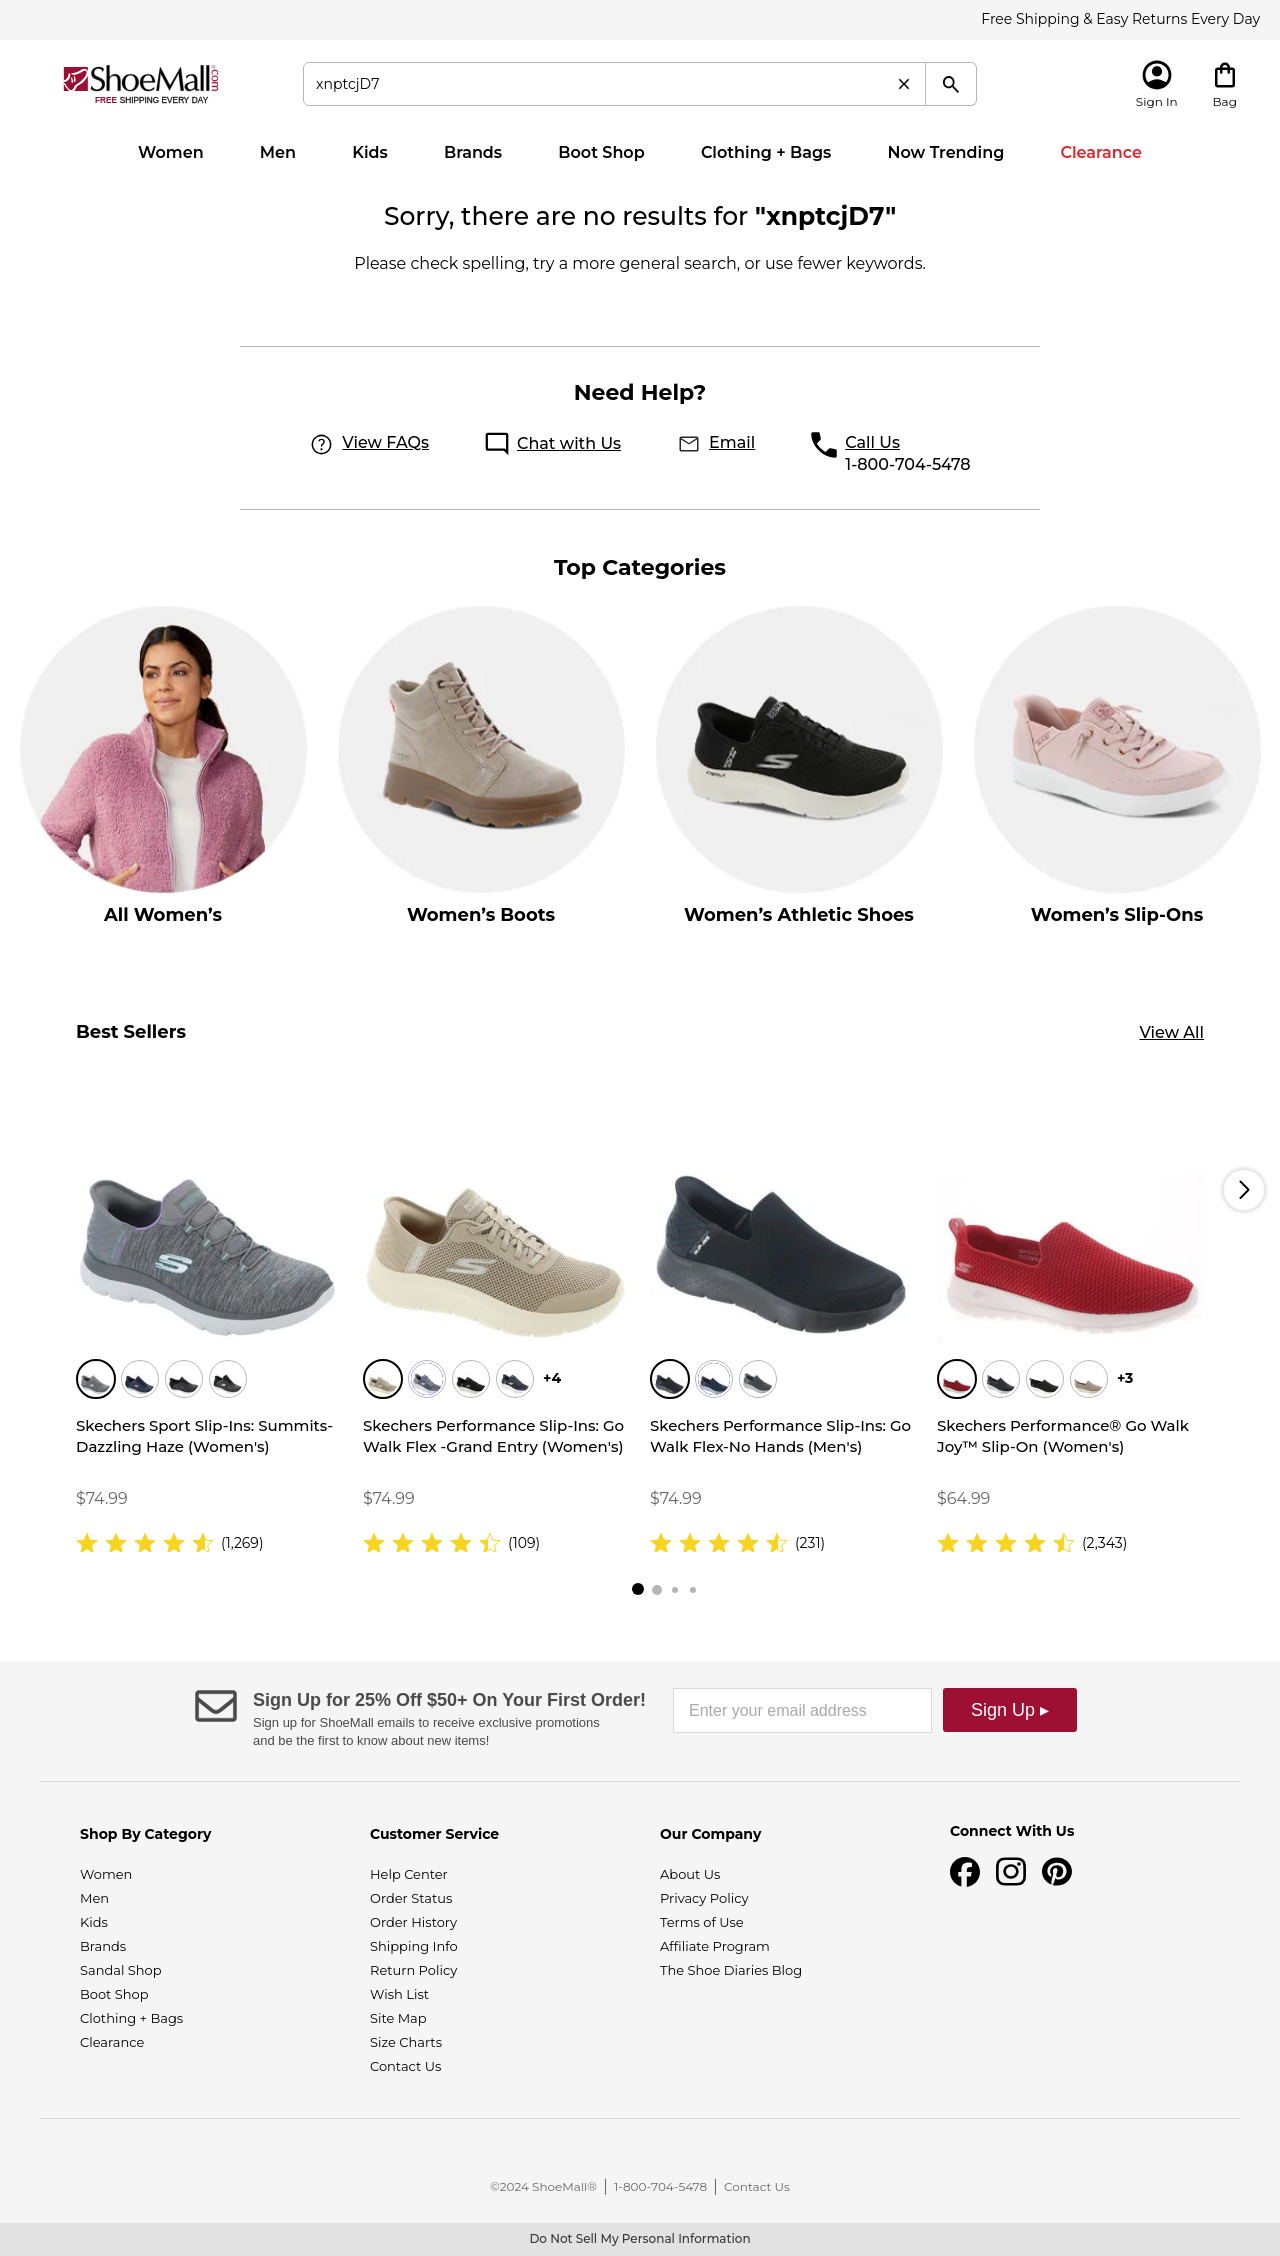 Free Shipping & Easy Returns Every Day
ShoeMall.com
FREE SHIPPING EVERY DAY
xnptcjD7
Sign In
Bag
Women Men Kids Brands Boot Shop Clothing + Bags Now Trending Clearance
Sorry, there are no results for "xnptcjD7"
Please check spelling, try a more general search, or use fewer keywords.
Need Help?
View FAQs Chat with Us Email Call Us
1-800-704-5478
Top Categories
All Women’s Women’s Boots Women’s Athletic Shoes Women’s Slip-Ons
Best Sellers View All
+4 +3
Skechers Sport Slip-Ins: Summits-
Dazzling Haze (Women's)
$74.99
(1,269)
Skechers Performance Slip-Ins: Go
Walk Flex -Grand Entry (Women's)
$74.99
(109)
Skechers Performance Slip-Ins: Go
Walk Flex-No Hands (Men's)
$74.99
(231)
Skechers Performance® Go Walk
Joy™ Slip-On (Women's)
$64.99
(2,343)
Sign Up for 25% Off $50+ On Your First Order!
Sign up for ShoeMall emails to receive exclusive promotions
and be the first to know about new items!
Enter your email address
Sign Up ▸
Shop By Category
Women
Men
Kids
Brands
Sandal Shop
Boot Shop
Clothing + Bags
Clearance
Customer Service
Help Center
Order Status
Order History
Shipping Info
Return Policy
Wish List
Site Map
Size Charts
Contact Us
Our Company
About Us
Privacy Policy
Terms of Use
Affiliate Program
The Shoe Diaries Blog
Connect With Us
©2024 ShoeMall® | 1-800-704-5478 | Contact Us
Do Not Sell My Personal Information